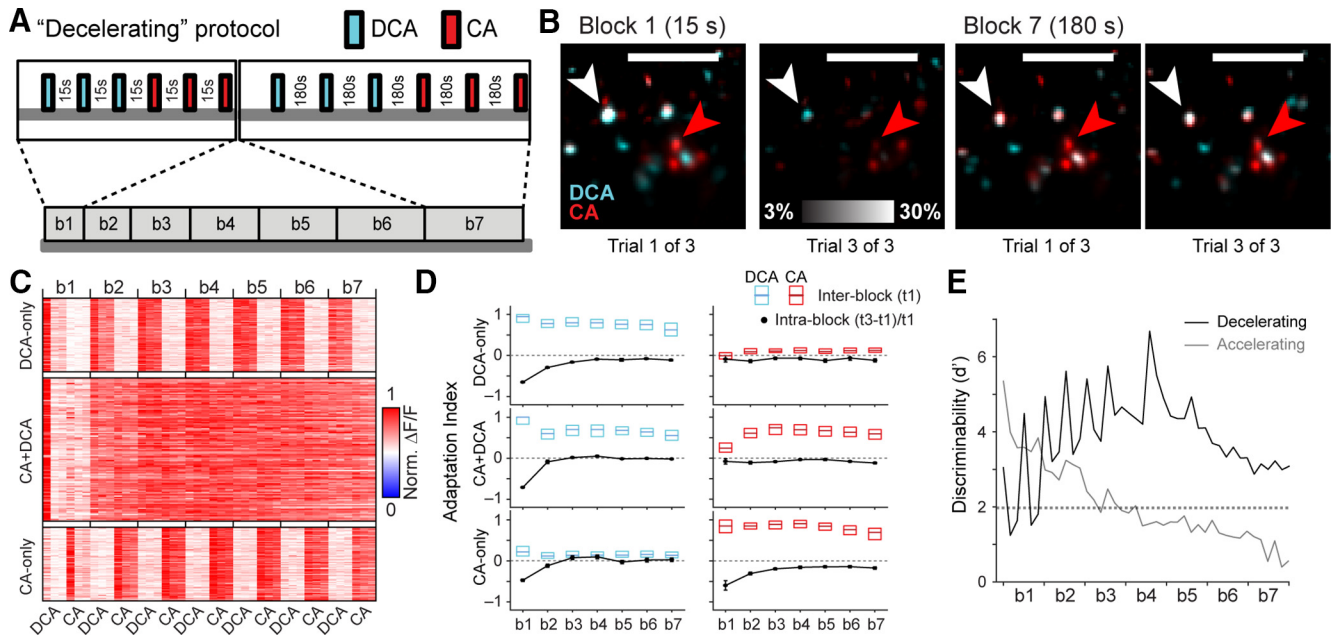 A "Decelerating" protocol DCA CA
15s 15s 15s 15s 15s 180s 180s 180s 180s 180s
b1 b2 b3 b4 b5 b6 b7
B Block 1 (15 s) Block 7 (180 s)
DCA
CA
3% 30%
Trial 1 of 3 Trial 3 of 3 Trial 1 of 3 Trial 3 of 3
C b1 b2 b3 b4 b5 b6 b7
DCA-only
CA+DCA
CA-only
1
Norm. ΔF/F
0
DCA CA DCA CA DCA CA DCA CA DCA CA DCA CA DCA CA
D DCA CA
Inter-block (t1)
Intra-block (t3-t1)/t1
Adaptation Index
DCA-only
1
0
−1
CA+DCA
1
0
−1
CA-only
1
0
−1
b1 b2 b3 b4 b5 b6 b7 b1 b2 b3 b4 b5 b6 b7
E
Decelerating
Accelerating
Discriminability (d')
6
4
2
0
b1 b2 b3 b4 b5 b6 b7